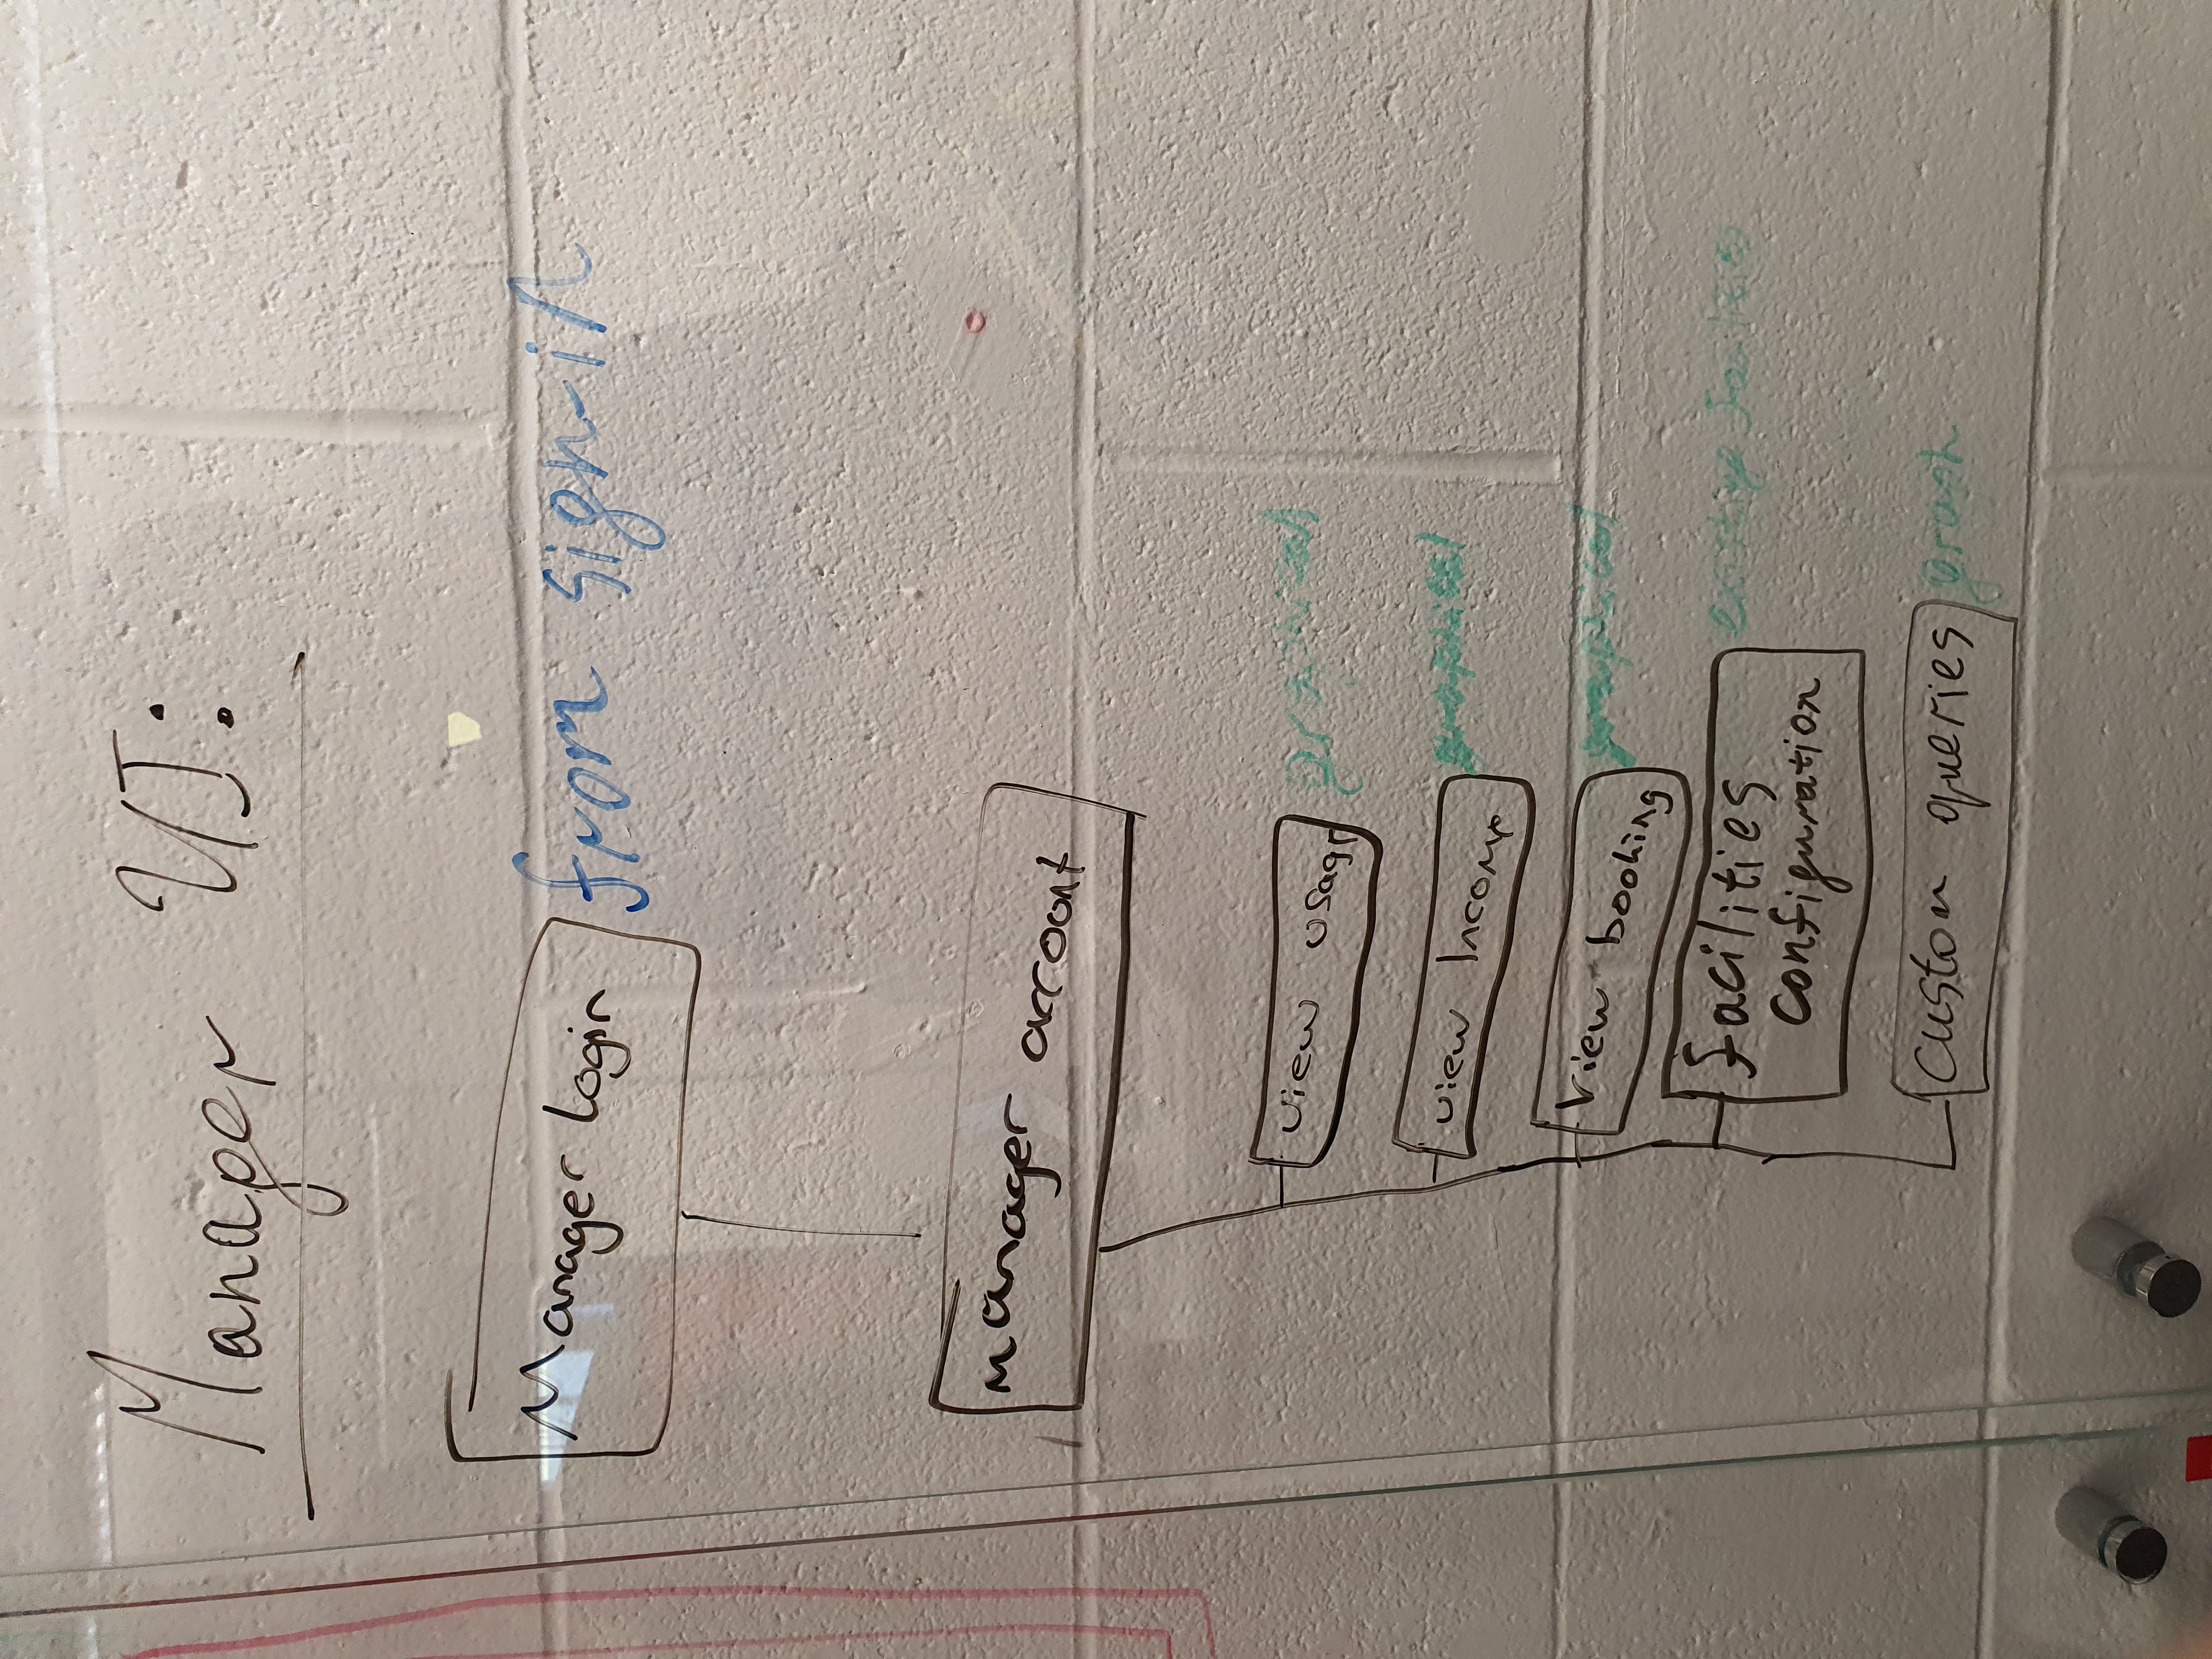 Manager UI:
Manager login from sign-in
Manager account
view usage graphical
view Income graphical
View booking graphical
facilities existing facilities
configuration
custom queries graph